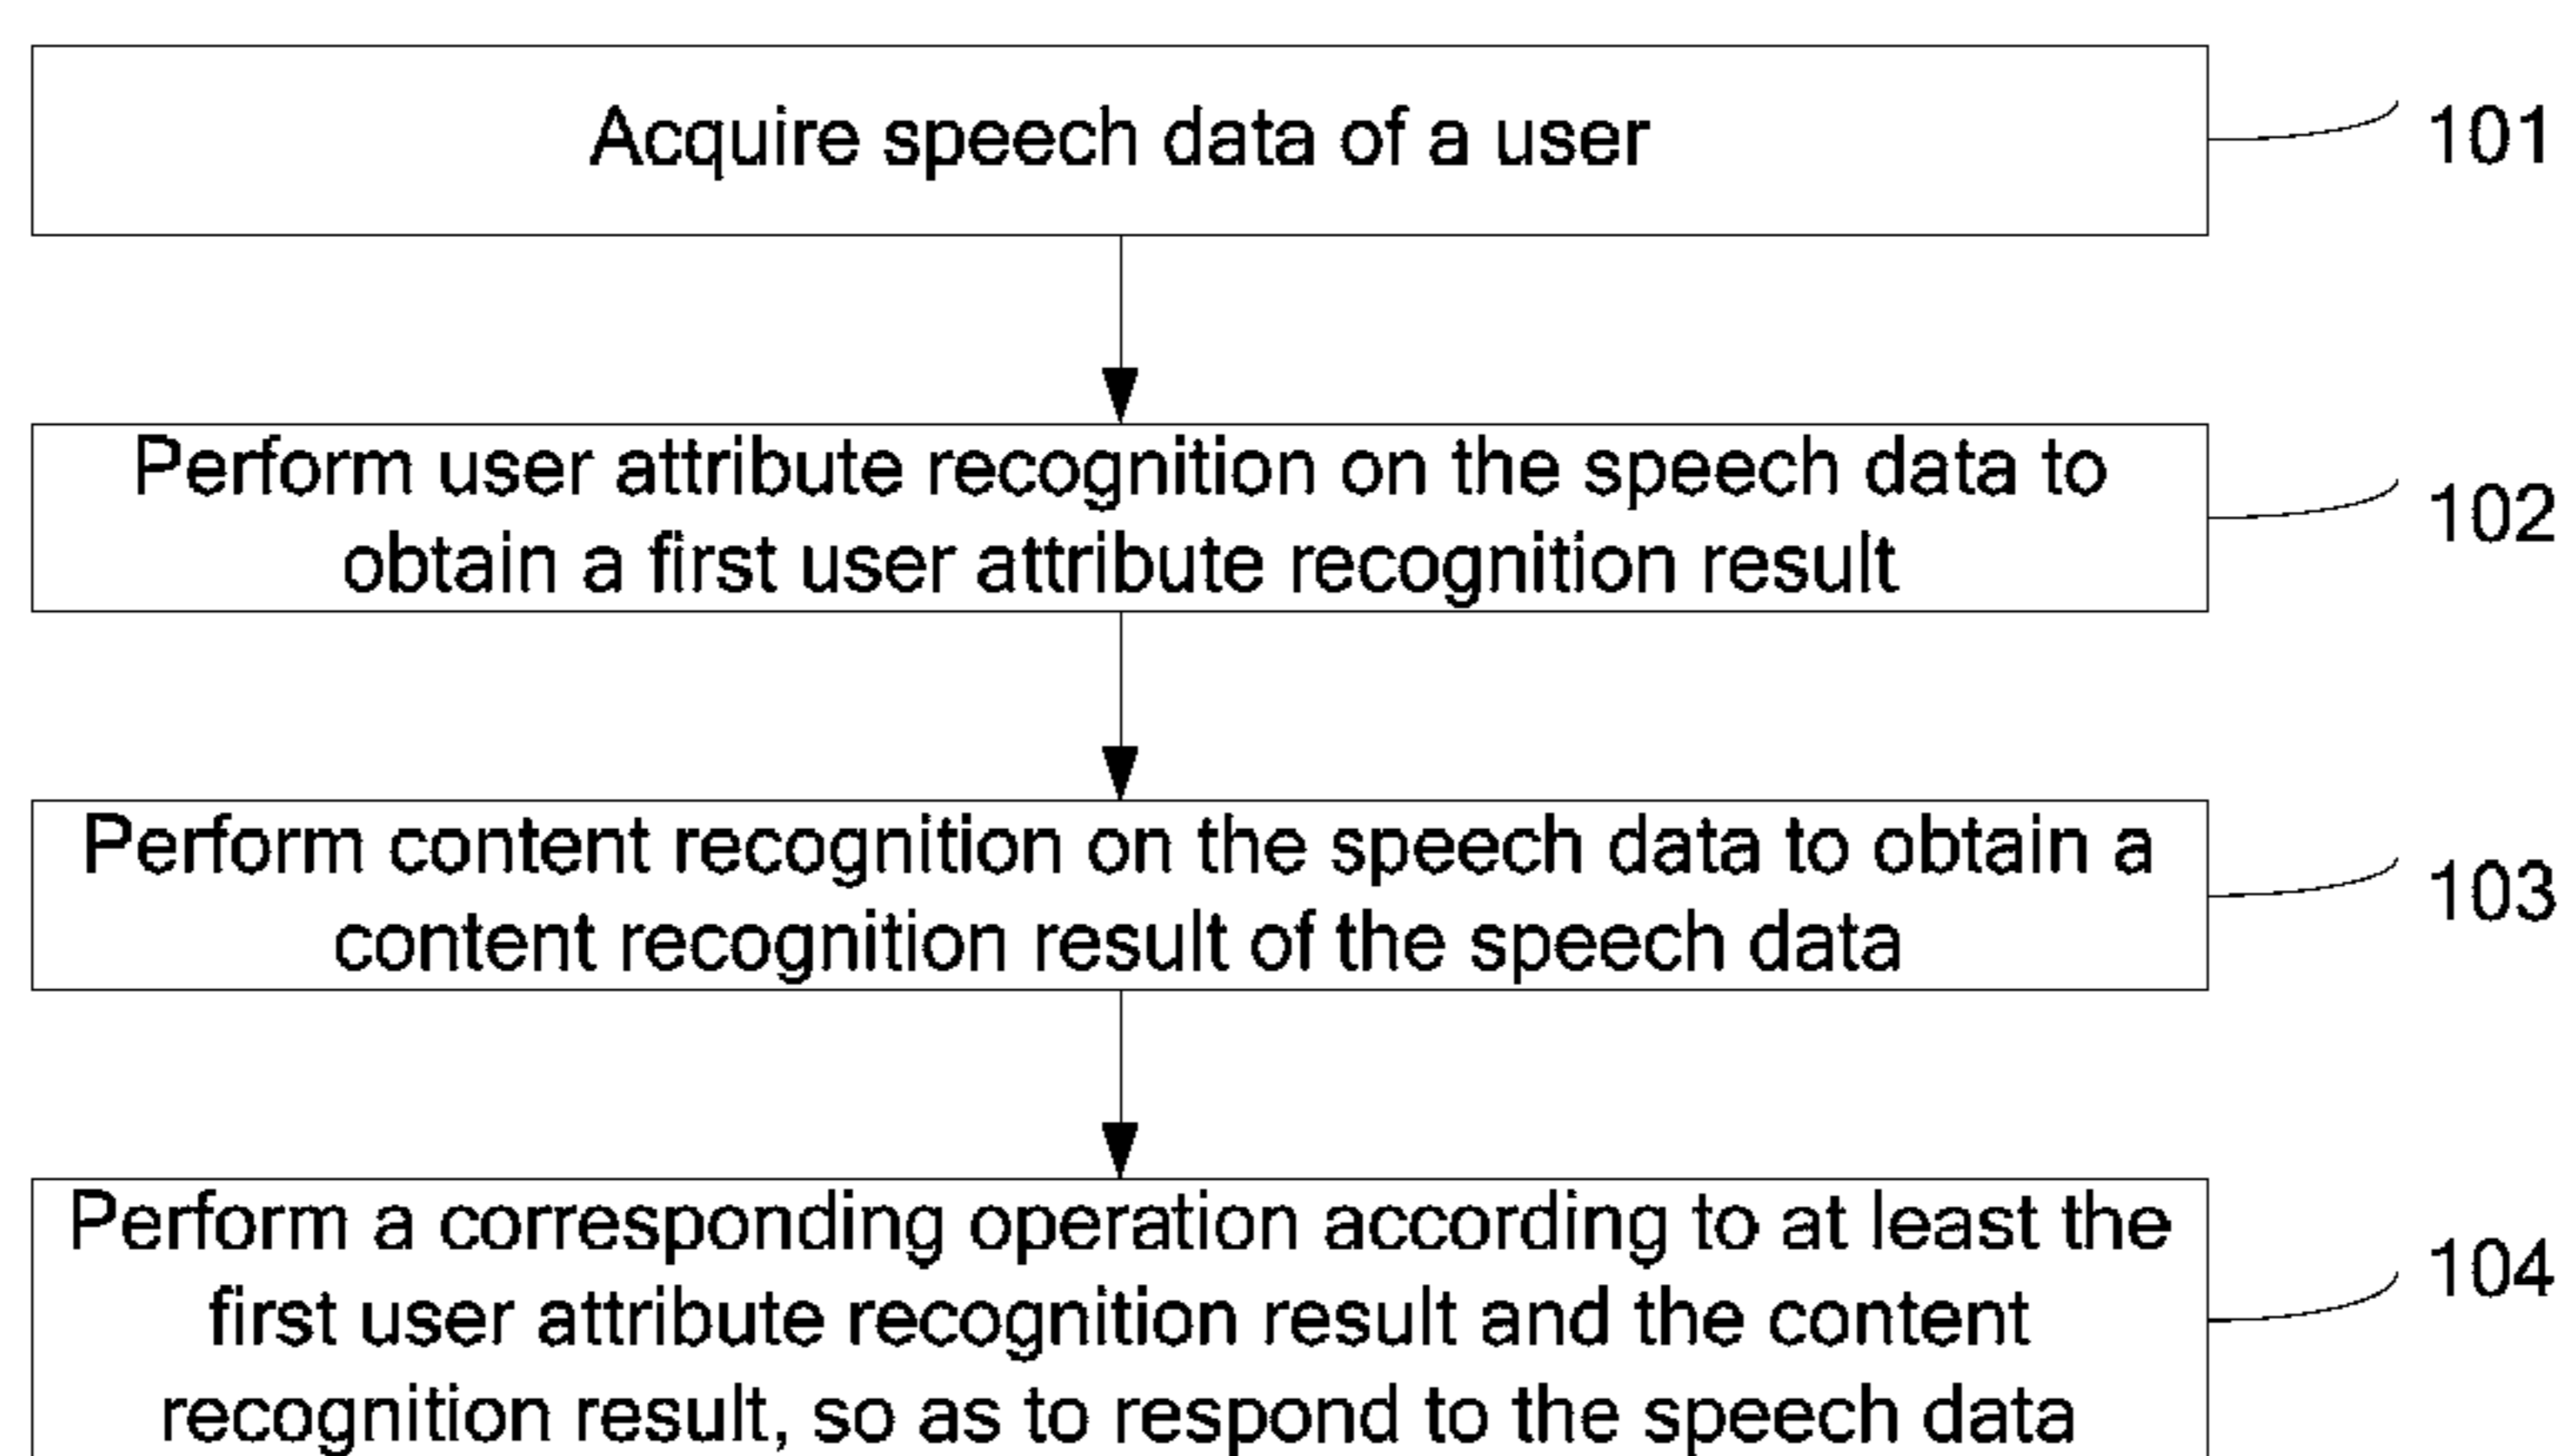 Acquire speech data of a user
101
Perform user attribute recognition on the speech data to
obtain a first user attribute recognition result
102
Perform content recognition on the speech data to obtain a
content recognition result of the speech data
103
Perform a corresponding operation according to at least the
first user attribute recognition result and the content
recognition result, so as to respond to the speech data
104